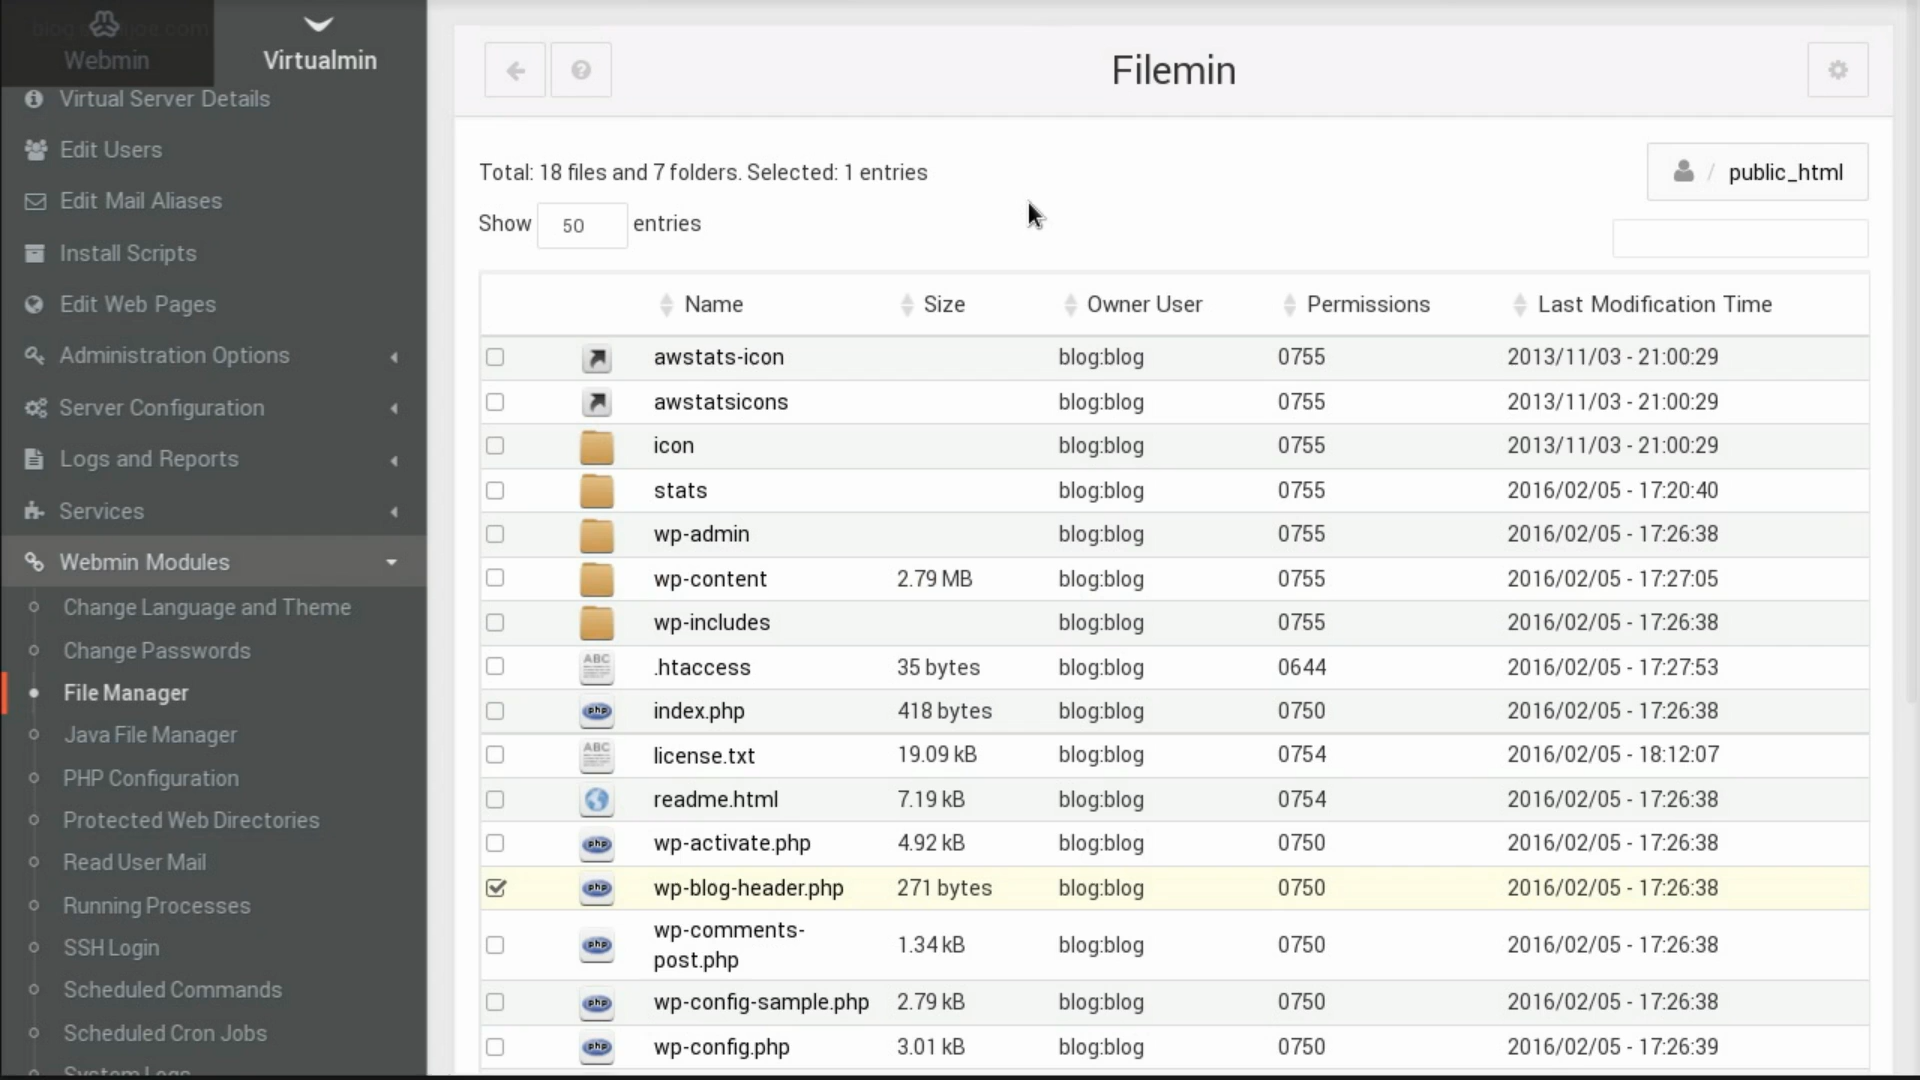 Webmin
Virtualmin
Virtual Server Details
Edit Users
Edit Mail Aliases
Install Scripts
Edit Web Pages
Administration Options
Server Configuration
Logs and Reports
Services
Webmin Modules
Change Language and Theme
Change Passwords
File Manager
Java File Manager
PHP Configuration
Protected Web Directories
Read User Mail
Running Processes
SSH Login
Scheduled Commands
Scheduled Cron Jobs
System Logs
Filemin
Total: 18 files and 7 folders. Selected: 1 entries
/ public_html
Show 50 entries
Name Size Owner User Permissions Last Modification Time
awstats-icon blog:blog 0755 2013/11/03 - 21:00:29
awstatsicons blog:blog 0755 2013/11/03 - 21:00:29
icon blog:blog 0755 2013/11/03 - 21:00:29
stats blog:blog 0755 2016/02/05 - 17:20:40
wp-admin blog:blog 0755 2016/02/05 - 17:26:38
wp-content 2.79 MB blog:blog 0755 2016/02/05 - 17:27:05
wp-includes blog:blog 0755 2016/02/05 - 17:26:38
ABC .htaccess 35 bytes blog:blog 0644 2016/02/05 - 17:27:53
php index.php 418 bytes blog:blog 0750 2016/02/05 - 17:26:38
ABC license.txt 19.09 kB blog:blog 0754 2016/02/05 - 18:12:07
readme.html 7.19 kB blog:blog 0754 2016/02/05 - 17:26:38
php wp-activate.php 4.92 kB blog:blog 0750 2016/02/05 - 17:26:38
php wp-blog-header.php 271 bytes blog:blog 0750 2016/02/05 - 17:26:38
php wp-comments-
post.php 1.34 kB blog:blog 0750 2016/02/05 - 17:26:38
php wp-config-sample.php 2.79 kB blog:blog 0750 2016/02/05 - 17:26:38
php wp-config.php 3.01 kB blog:blog 0750 2016/02/05 - 17:26:39